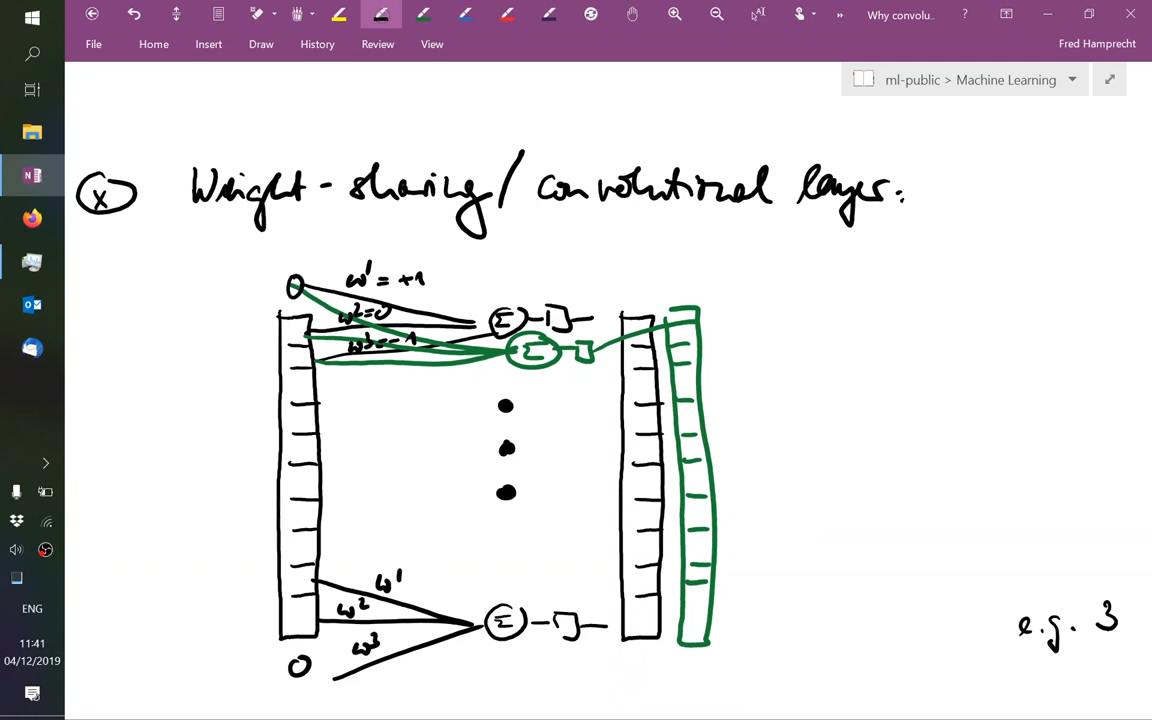 Why convolu..
?
File Home Insert Draw History Review View
Fred Hamprecht
ml-public > Machine Learning
x Weight-sharing/convolutional layer:
0
w¹ = +1
w²=0
w³=-1
Σ
Σ
w¹
w²
w³
Σ
0
e.g. 3
ENG
11:41
04/12/2019